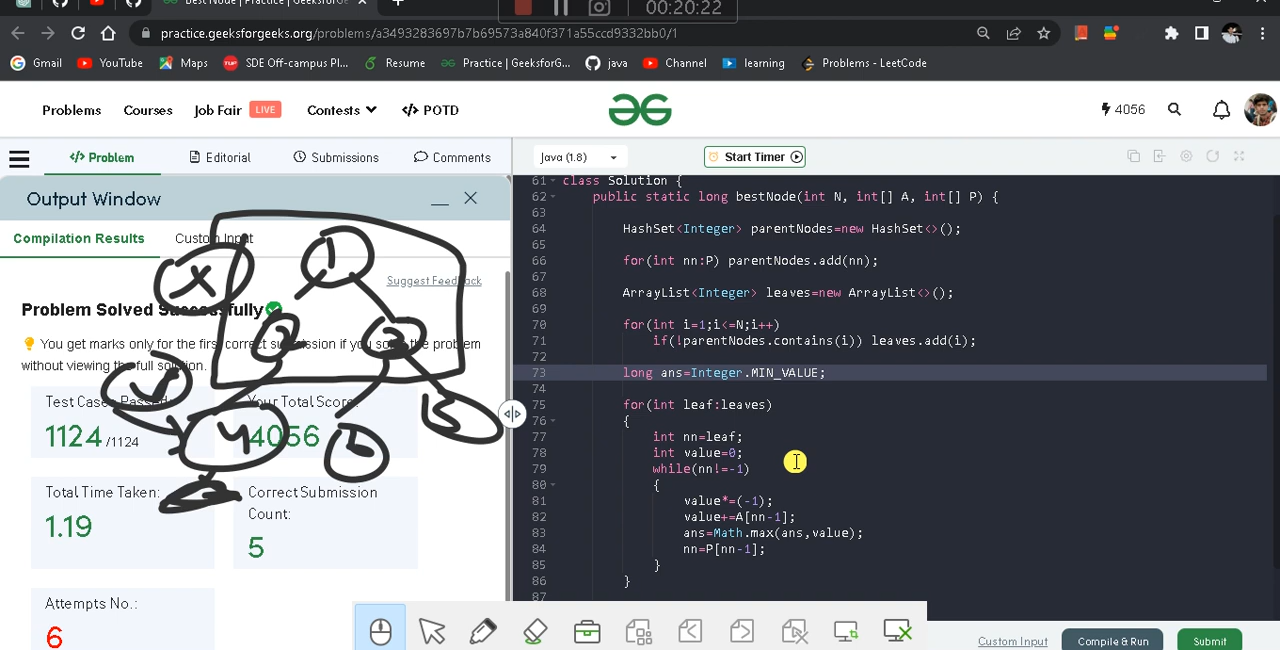 Best Node | Practice | GeeksforGe
00:20:22
practice.geeksforgeeks.org/problems/a3493283697b7b69573a840f371a55ccd9332bb0/1
Gmail YouTube Maps SDE Off-campus Pl... Resume Practice | GeeksforG... java Channel learning Problems - LeetCode
Problems Courses Job Fair LIVE Contests </> POTD 4056
</> Problem Editorial Submissions Comments Java (1.8) Start Timer
Output Window
Compilation Results Custom Input
Suggest Feedback
Problem Solved Successfully
You get marks only for the first correct submission if you solve the problem
without viewing the full solution.
Test Cases Passed:
1124 /1124
Your Total Score:
4056
Total Time Taken:
1.19
Correct Submission
Count:
5
Attempts No.:
6
X
1
4
61 class Solution {
62 public static long bestNode(int N, int[] A, int[] P) {
63
64 HashSet<Integer> parentNodes=new HashSet<>();
65
66 for(int nn:P) parentNodes.add(nn);
67
68 ArrayList<Integer> leaves=new ArrayList<>();
69
70 for(int i=1;i<=N;i++)
71 if(!parentNodes.contains(i)) leaves.add(i);
72
73 long ans=Integer.MIN_VALUE;
74
75 for(int leaf:leaves)
76 {
77 int nn=leaf;
78 int value=0;
79 while(nn!=-1)
80 {
81 value*=(-1);
82 value+=A[nn-1];
83 ans=Math.max(ans,value);
84 nn=P[nn-1];
85 }
86 }
87
Custom Input Compile & Run Submit